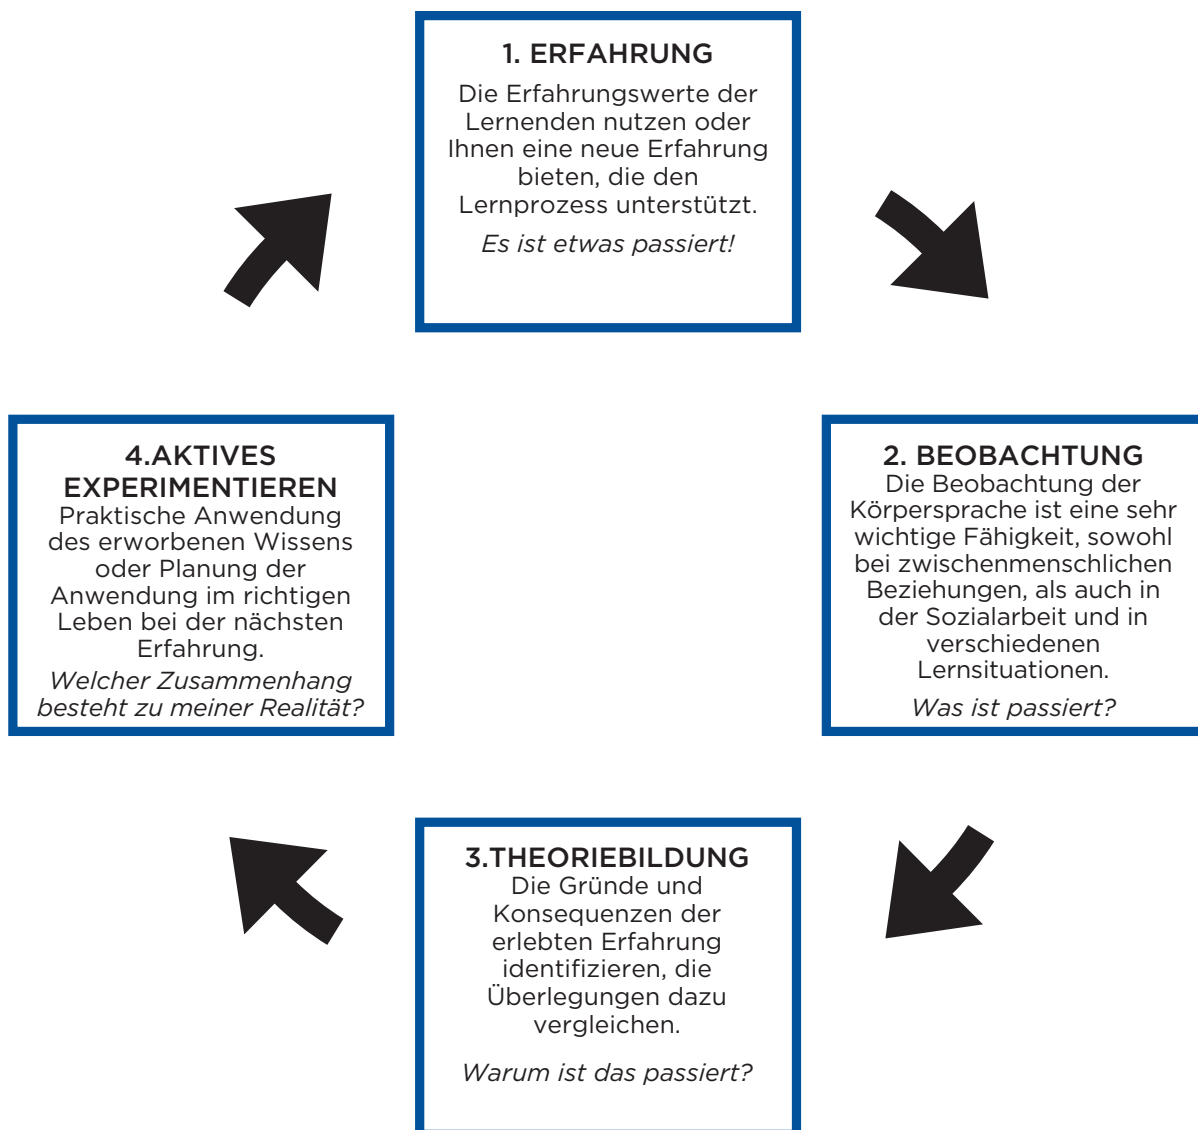 1. ERFAHRUNG
Die Erfahrungswerte der
Lernenden nutzen oder
Ihnen eine neue Erfahrung
bieten, die den
Lernprozess unterstützt.
Es ist etwas passiert!
2. BEOBACHTUNG
Die Beobachtung der
Körpersprache ist eine sehr
wichtige Fähigkeit, sowohl
bei zwischenmenschlichen
Beziehungen, als auch in
der Sozialarbeit und in
verschiedenen
Lernsituationen.
Was ist passiert?
3.THEORIEBILDUNG
Die Gründe und
Konsequenzen der
erlebten Erfahrung
identifizieren, die
Überlegungen dazu
vergleichen.
Warum ist das passiert?
4.AKTIVES
EXPERIMENTIEREN
Praktische Anwendung
des erworbenen Wissens
oder Planung der
Anwendung im richtigen
Leben bei der nächsten
Erfahrung.
Welcher Zusammenhang
besteht zu meiner Realität?